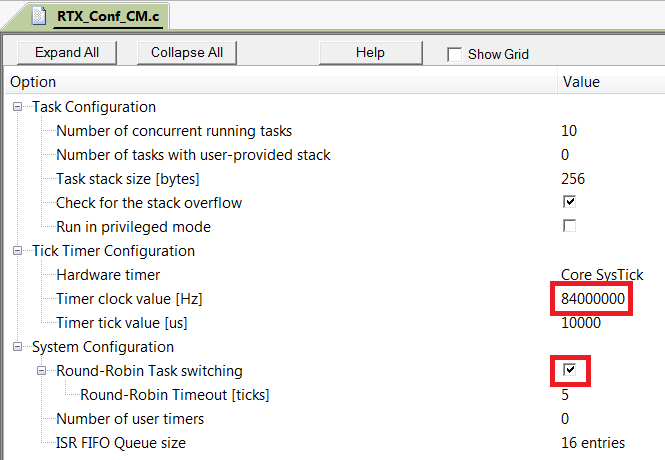 RTX_Conf_CM.c
Expand All Collapse All Help Show Grid
Option Value
Task Configuration
Number of concurrent running tasks 10
Number of tasks with user-provided stack 0
Task stack size [bytes] 256
Check for the stack overflow
Run in privileged mode
Tick Timer Configuration
Hardware timer Core SysTick
Timer clock value [Hz] 84000000
Timer tick value [us] 10000
System Configuration
Round-Robin Task switching
Round-Robin Timeout [ticks] 5
Number of user timers 0
ISR FIFO Queue size 16 entries